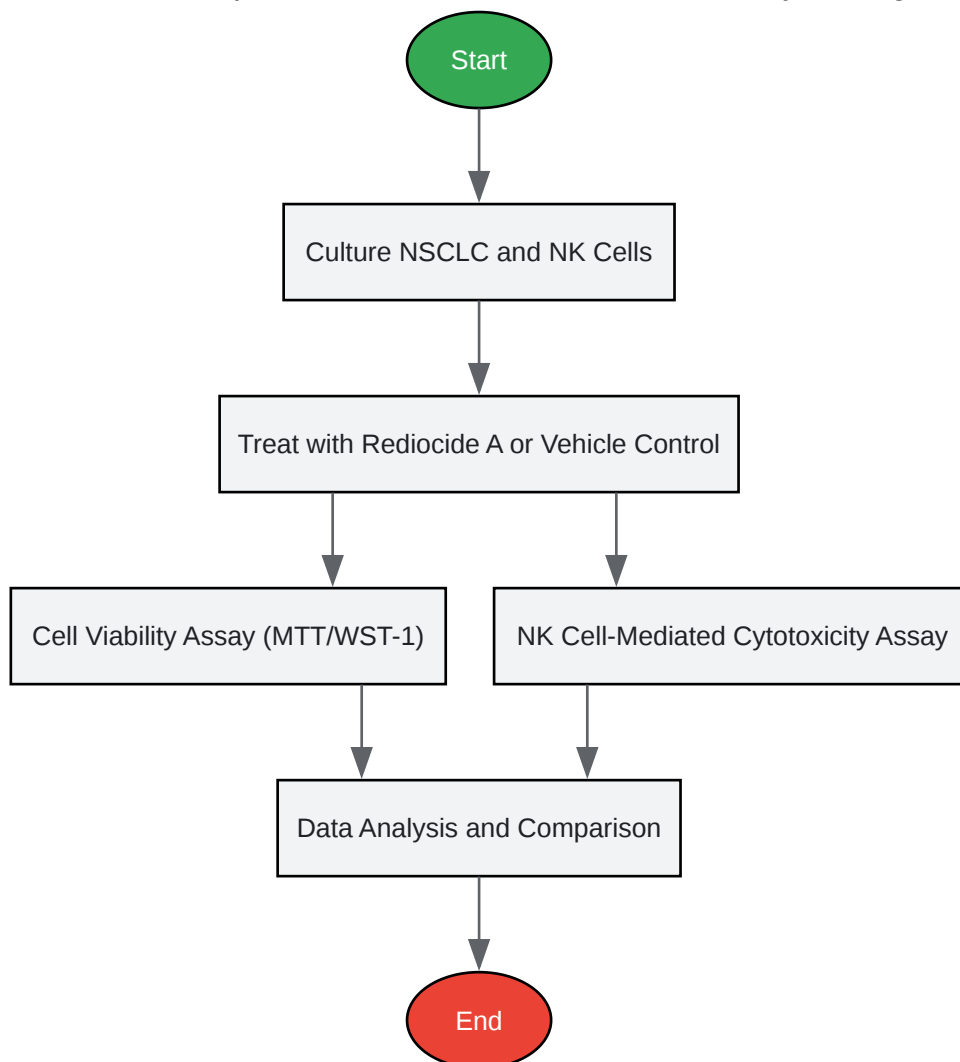 Start
Culture NSCLC and NK Cells
Treat with Rediocide A or Vehicle Control
Cell Viability Assay (MTT/WST-1)
NK Cell-Mediated Cytotoxicity Assay
Data Analysis and Comparison
End